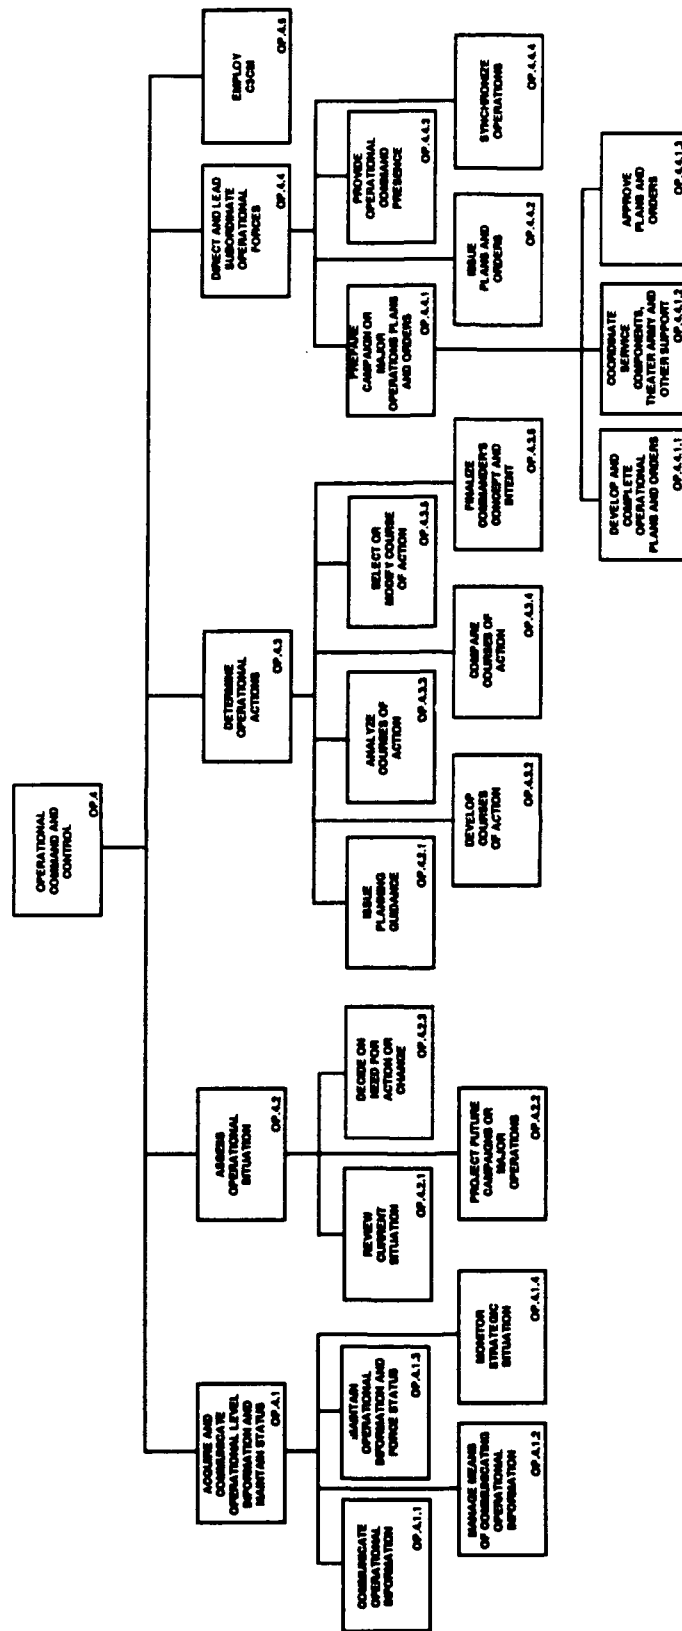 OPERATIONAL
COMMAND AND
CONTROL
OP.4
ACQUIRE AND
COMMUNICATE
OPERATIONAL LEVEL
INFORMATION AND
MAINTAIN STATUS
OP.4.1
ASSESS
OPERATIONAL
SITUATION
OP.4.2
DETERMINE
OPERATIONAL
ACTIONS
OP.4.3
DIRECT AND LEAD
SUBORDINATE
OPERATIONAL
FORCES
OP.4.4
EMPLOY
C3CM
OP.4.5
COMMUNICATE
OPERATIONAL
INFORMATION
OP.4.1.1
MAINTAIN
OPERATIONAL
INFORMATION AND
FORCE STATUS
OP.4.1.3
REVIEW
CURRENT
SITUATION
OP.4.2.1
DECIDE ON
NEED FOR
ACTION OR
CHANGE
OP.4.2.3
ISSUE
PLANNING
GUIDANCE
OP.4.2.1
ANALYZE
COURSES OF
ACTION
OP.4.3.3
SELECT OR
MODIFY COURSE
OF ACTION
OP.4.3.5
PREPARE
CAMPAIGN OR
MAJOR
OPERATIONS PLANS
AND ORDERS
OP.4.4.1
PROVIDE
OPERATIONAL
COMMAND
PRESENCE
OP.4.4.3
MANAGE MEANS
OF COMMUNICATING
OPERATIONAL
INFORMATION
OP.4.1.2
MONITOR
STRATEGIC
SITUATION
OP.4.1.4
PROJECT FUTURE
CAMPAIGNS OR
MAJOR
OPERATIONS
OP.4.2.2
DEVELOP
COURSES
OF ACTION
OP.4.3.2
COMPARE
COURSES OF
ACTION
OP.4.3.4
FINALIZE
COMMANDER'S
CONCEPT AND
INTENT
OP.4.3.6
ISSUE
PLANS AND
ORDERS
OP.4.4.2
SYNCHRONIZE
OPERATIONS
OP.4.4.4
DEVELOP AND
COMPLETE
OPERATIONAL
PLANS AND ORDERS
OP.4.4.1.1
COORDINATE
SERVICE
COMPONENTS,
THEATER ARMY AND
OTHER SUPPORT
OP.4.4.1.2
APPROVE
PLANS AND
ORDERS
OP.4.4.1.3